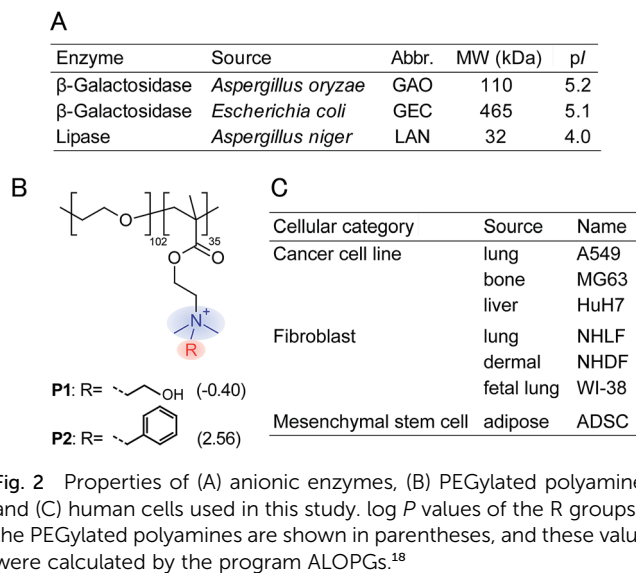 A
Enzyme Source Abbr. MW (kDa) pI
β-Galactosidase Aspergillus oryzae GAO 110 5.2
β-Galactosidase Escherichia coli GEC 465 5.1
Lipase Aspergillus niger LAN 32 4.0
B
O
102
35
O
O
N+
R
P1: R= OH (-0.40)
P2: R= (2.56)
C
Cellular category Source Name
Cancer cell line lung A549
bone MG63
liver HuH7
Fibroblast lung NHLF
dermal NHDF
fetal lung WI-38
Mesenchymal stem cell adipose ADSC
Fig. 2 Properties of (A) anionic enzymes, (B) PEGylated polyamine
and (C) human cells used in this study. log P values of the R groups
the PEGylated polyamines are shown in parentheses, and these valu
were calculated by the program ALOPGs.18